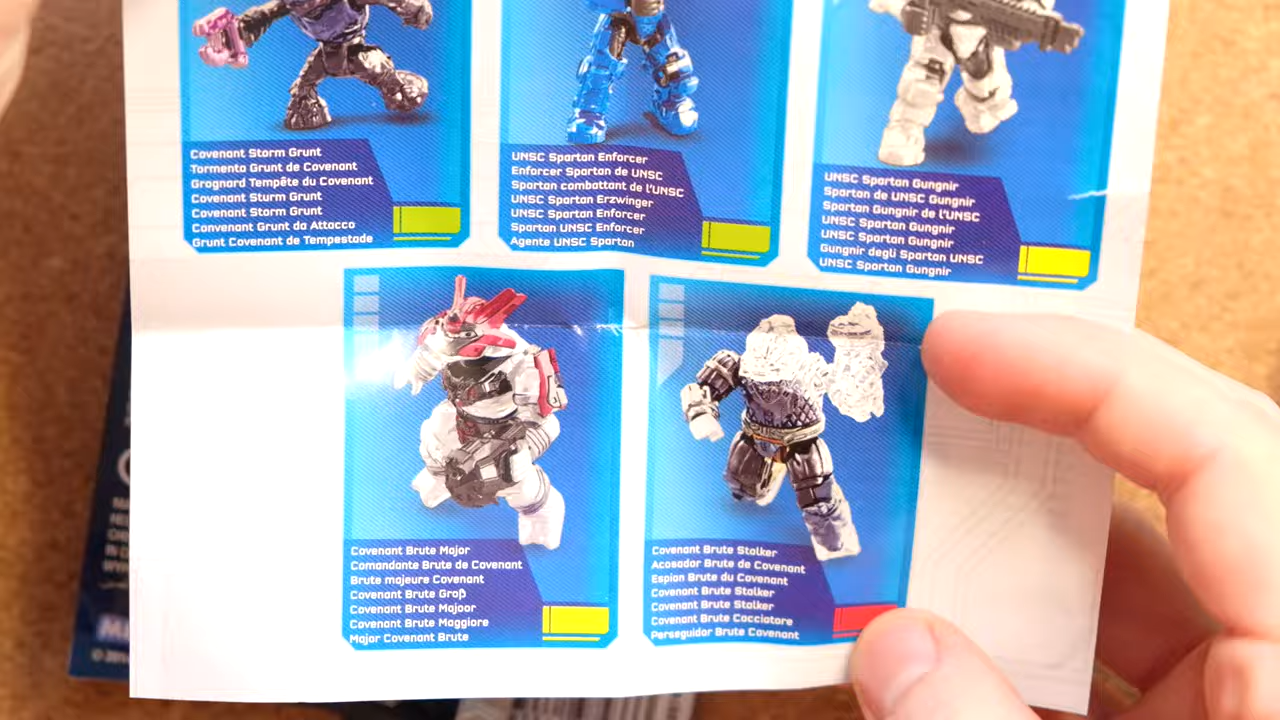 Covenant Storm Grunt
Tormenta Grunt de Covenant
Grognard Tempête du Covenant
Covenant Storm Grunt
Covenant Storm Grunt
Convenant Grunt da Attacco
Grunt Covenant de Tempestade
UNSC Spartan Enforcer
Enforcer Spartan de UNSC
Spartan combattant de l'UNSC
UNSC Spartan Erzwinger
UNSC Spartan Enforcer
Spartan UNSC Enforcer
Agente UNSC Spartan
UNSC Spartan Gungnir
Spartan de UNSC Gungnir
Spartan Gungnir de l'UNSC
UNSC Spartan Gungnir
UNSC Spartan Gungnir
Gungnir degli Spartan UNSC
UNSC Spartan Gungnir
Covenant Brute Major
Comandante Brute de Covenant
Brute majeure Covenant
Covenant Brute Groß
Covenant Brute Majoor
Covenant Brute Maggiore
Major Covenant Brute
Covenant Brute Stalker
Acosador Brute de Covenant
Espion Brute du Covenant
Covenant Brute Stalker
Covenant Brute Stalker
Covenant Brute Cacciatore
Perseguidor Brute Covenant